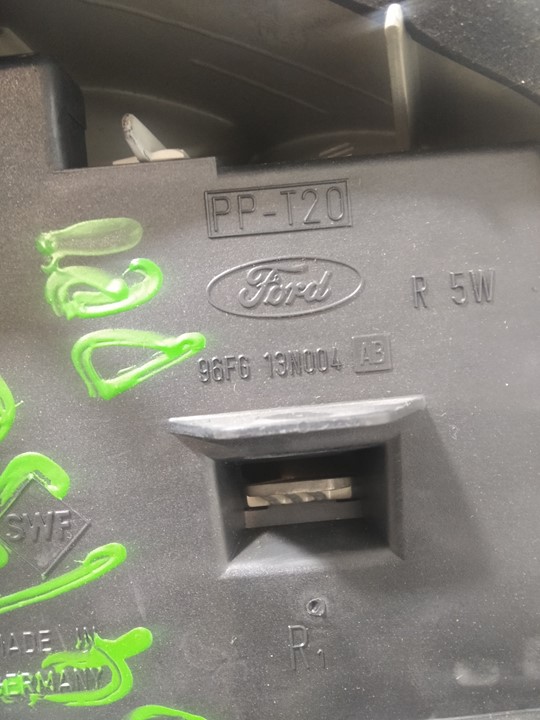 PP-T20
Ford
R 5W
96FG 13N004 A3
SWF
MADE IN
GERMANY
R1